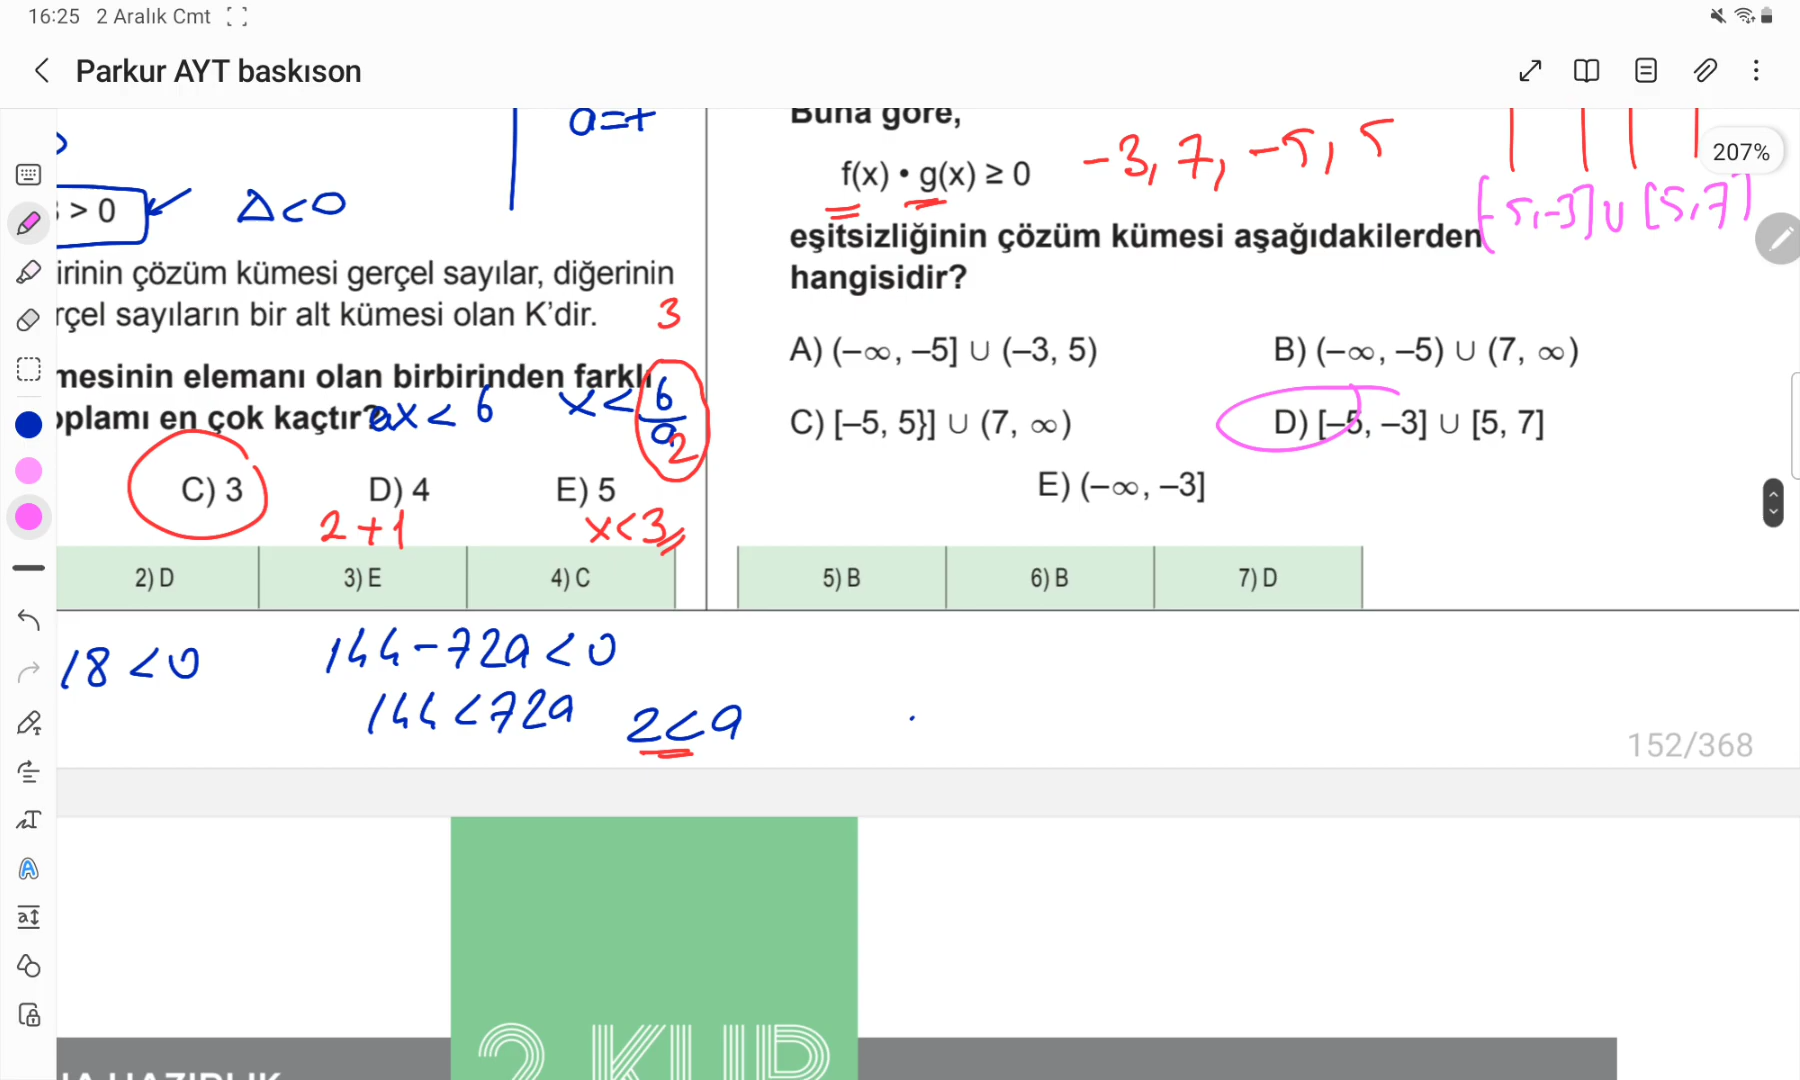 16:25 2 Aralık Cmt
Parkur AYT baskıson
207%
a=+
> 0
Δ<0
irinin çözüm kümesi gerçel sayılar, diğerinin
rçel sayıların bir alt kümesi olan K'dir.
3
mesinin elemanı olan birbirinden farklı
oplamı en çok kaçtır?
ax < 6
x < 6/a
2
C) 3 D) 4 E) 5
2+1
x<3
2) D 3) E 4) C
18 < 0
144-72a<0
144<72a
2<a
Buna göre,
f(x) • g(x) ≥ 0
-3, 7, -5, 5
[-5,-3]∪[5,7]
eşitsizliğinin çözüm kümesi aşağıdakilerden
hangisidir?
A) (–∞, –5] ∪ (–3, 5) B) (–∞, –5) ∪ (7, ∞)
C) [–5, 5}] ∪ (7, ∞) D) [–5, –3] ∪ [5, 7]
E) (–∞, –3]
5) B 6) B 7) D
152/368
2.KUP